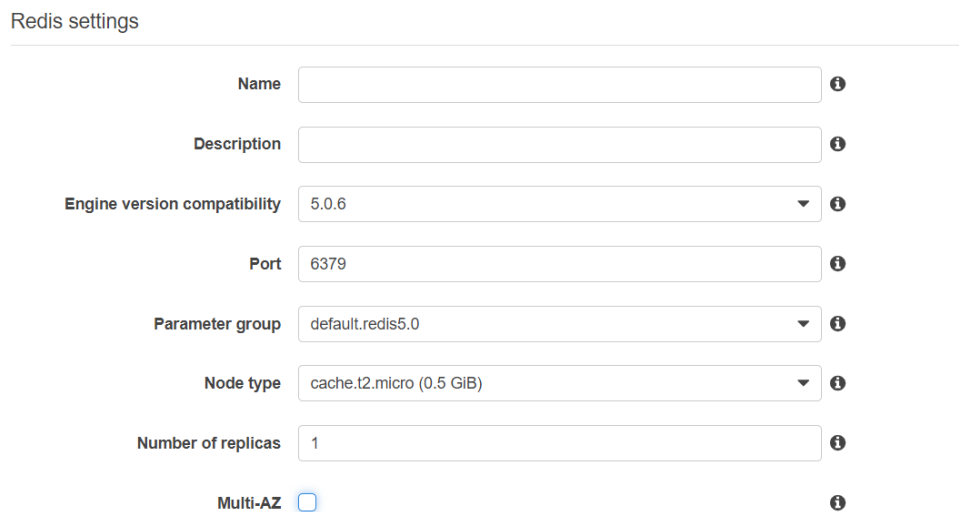 Redis settings
Name
Description
Engine version compatibility 5.0.6
Port 6379
Parameter group default.redis5.0
Node type cache.t2.micro (0.5 GiB)
Number of replicas 1
Multi-AZ